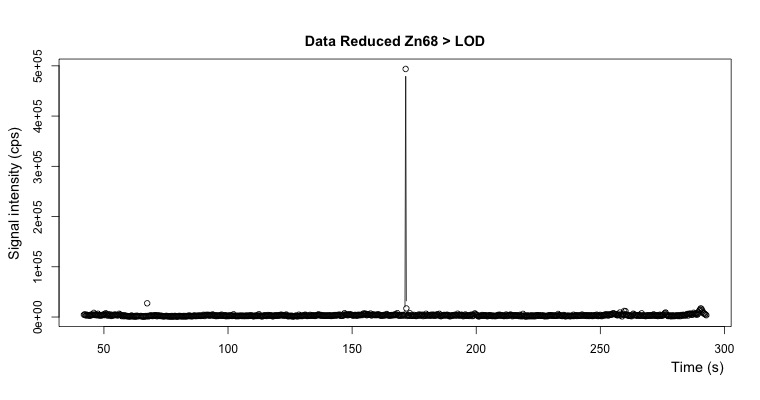 Data Reduced Zn68 > LOD
Signal intensity (cps)
5e+05
4e+05
3e+05
2e+05
1e+05
0e+00
50 100 150 200 250 300
Time (s)